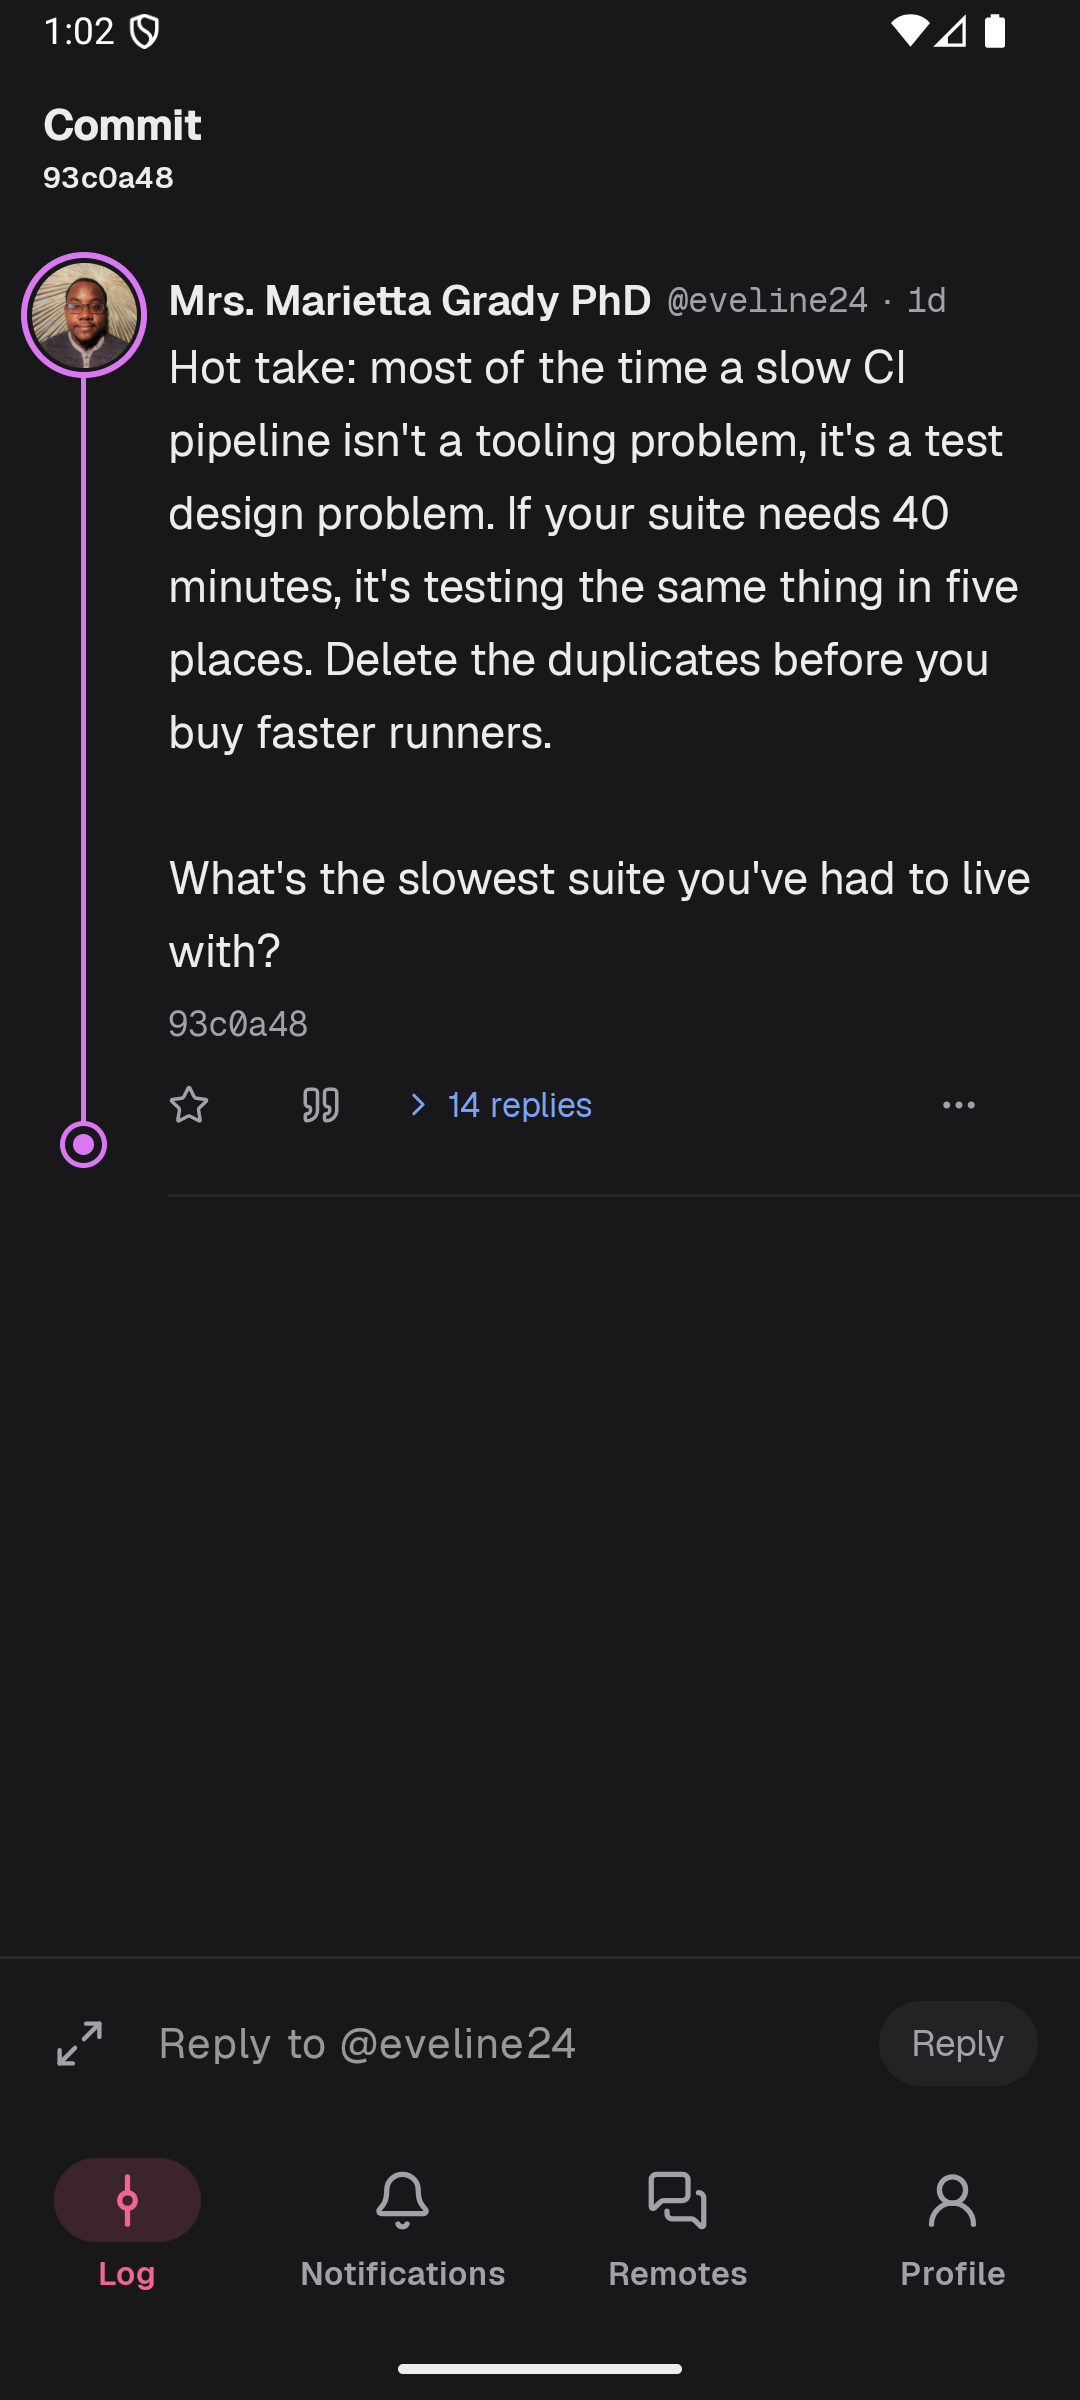 1:02
Commit
93c0a48
Mrs. Marietta Grady PhD @eveline24 · 1d
Hot take: most of the time a slow CI
pipeline isn't a tooling problem, it's a test
design problem. If your suite needs 40
minutes, it's testing the same thing in five
places. Delete the duplicates before you
buy faster runners.
What's the slowest suite you've had to live
with?
93c0a48
14 replies
Reply to @eveline24
Reply
Log
Notifications
Remotes
Profile